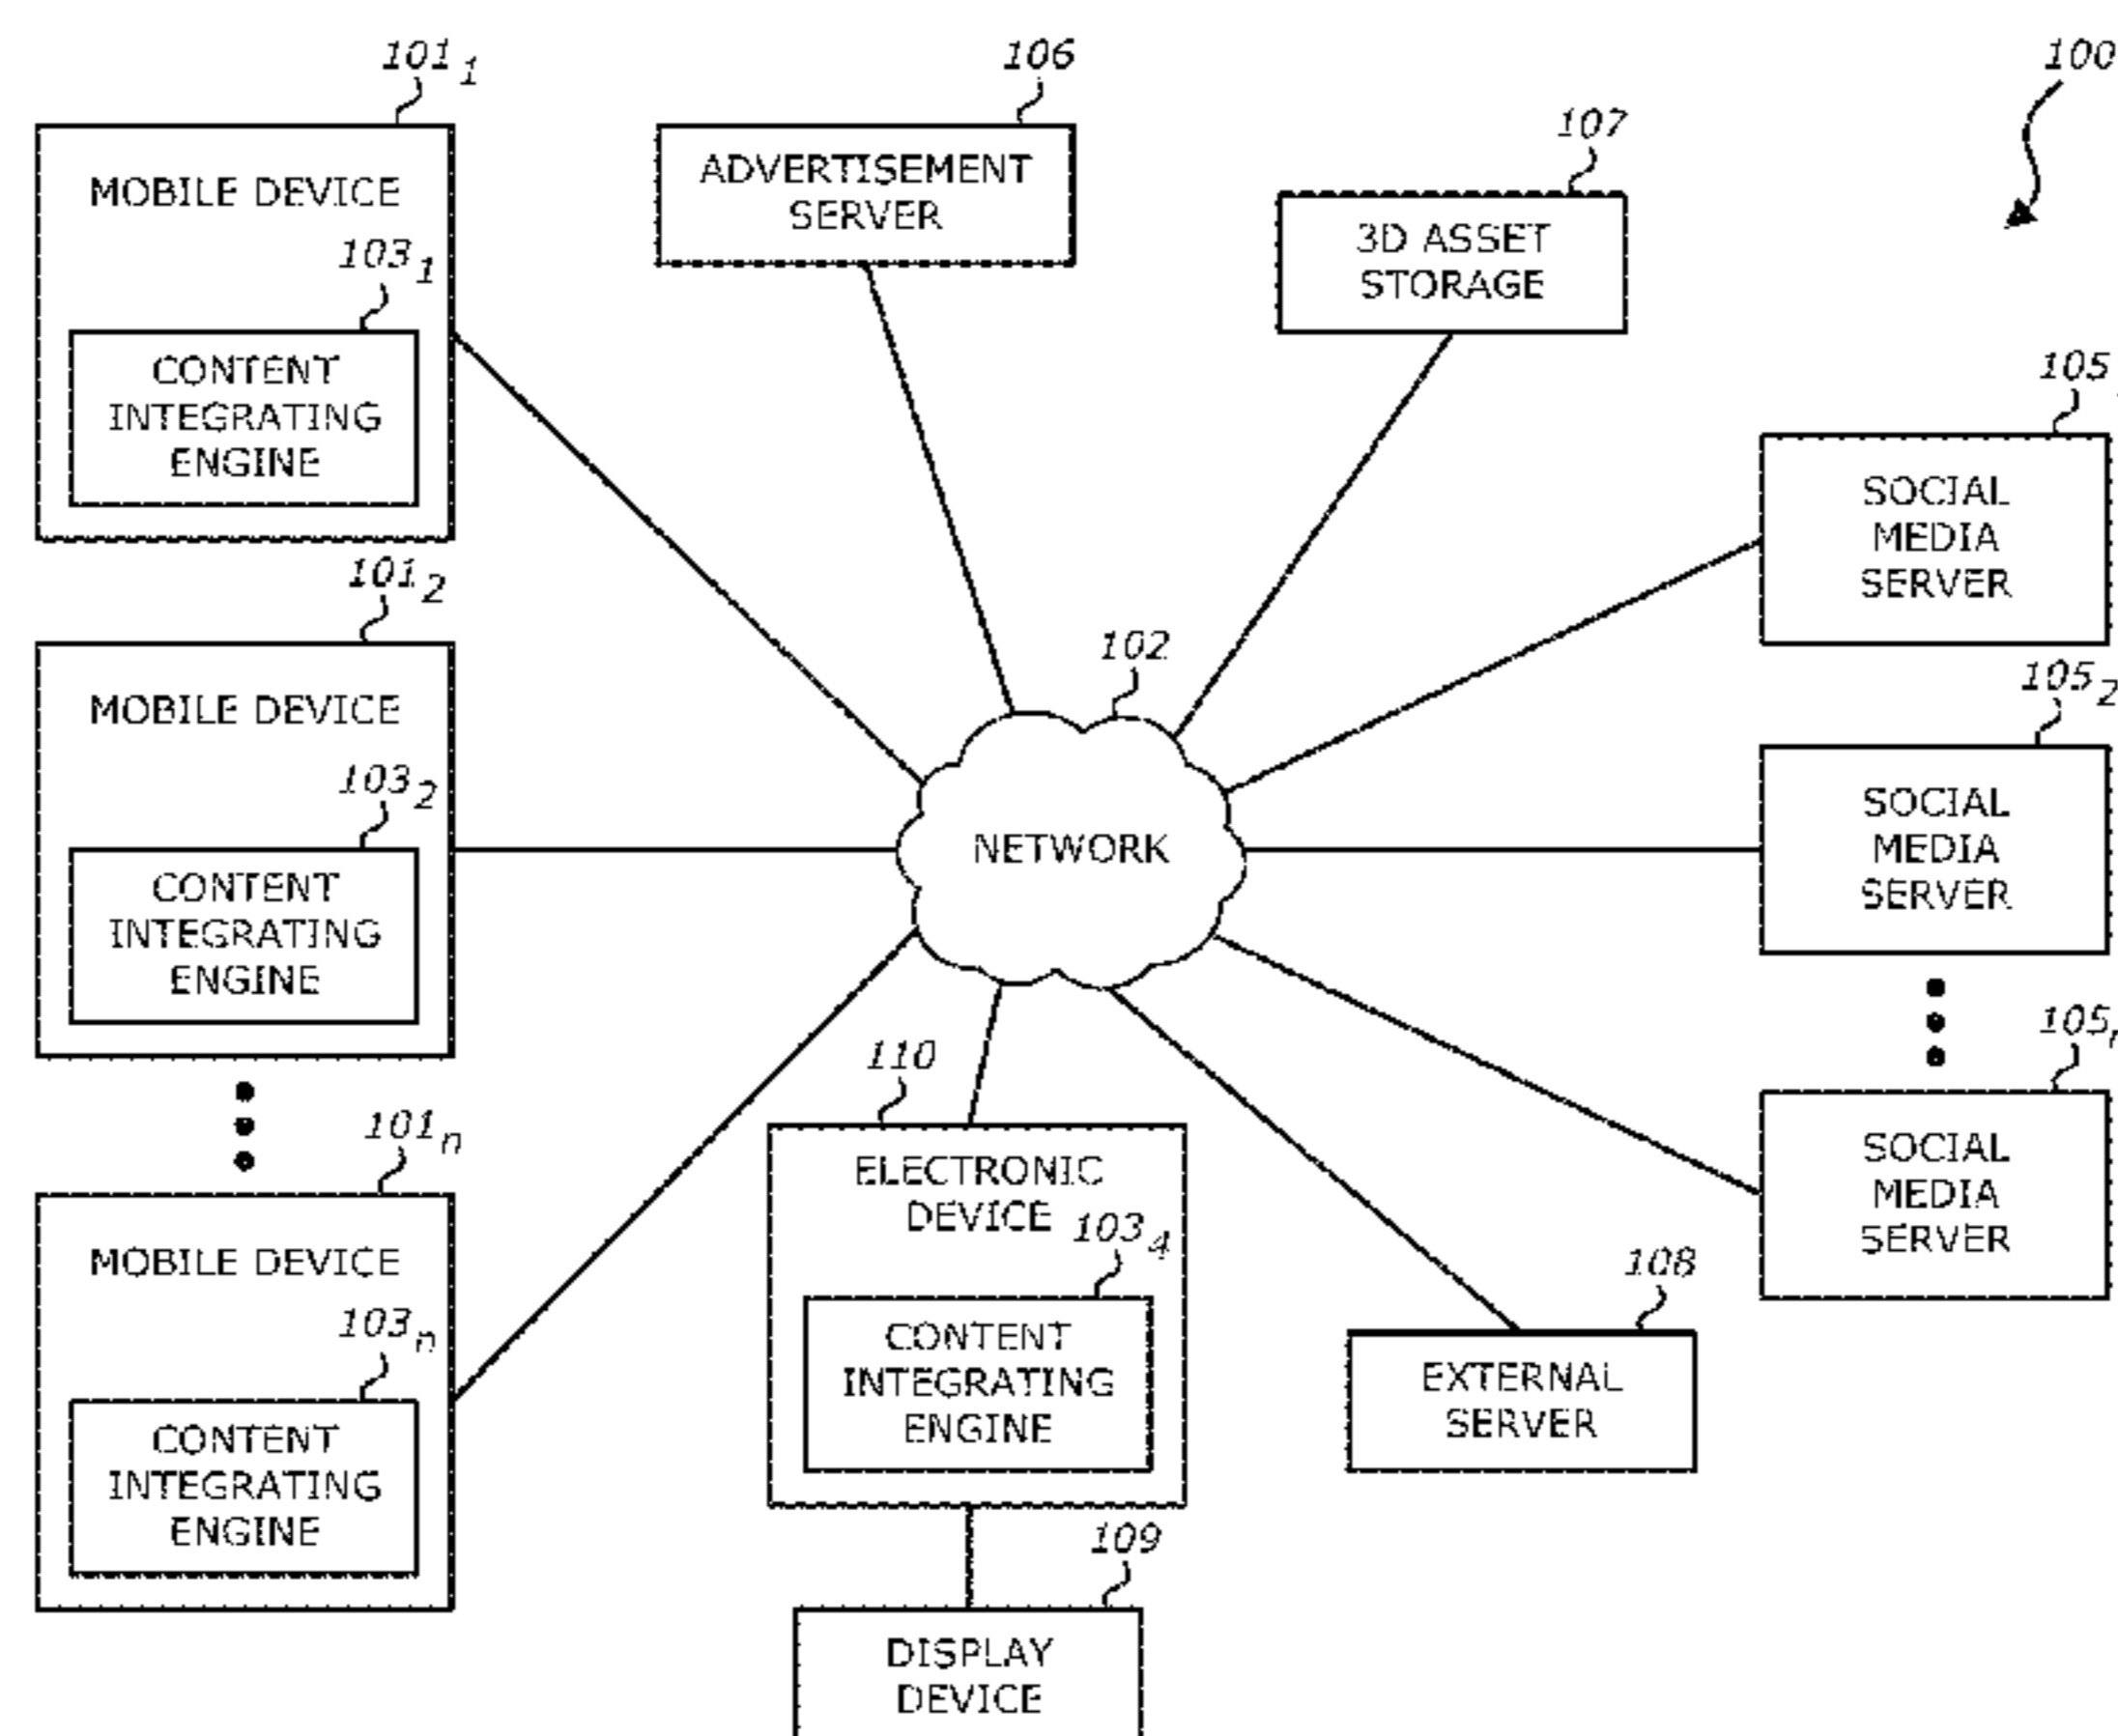 101₁
MOBILE DEVICE
103₁
CONTENT
INTEGRATING
ENGINE
106
ADVERTISEMENT
SERVER
107
3D ASSET
STORAGE
100
105
SOCIAL
MEDIA
SERVER
101₂
MOBILE DEVICE
103₂
CONTENT
INTEGRATING
ENGINE
102
NETWORK
105₂
SOCIAL
MEDIA
SERVER
101ₙ
MOBILE DEVICE
103ₙ
CONTENT
INTEGRATING
ENGINE
110
ELECTRONIC
DEVICE
103₄
CONTENT
INTEGRATING
ENGINE
105
SOCIAL
MEDIA
SERVER
108
EXTERNAL
SERVER
109
DISPLAY
DEVICE